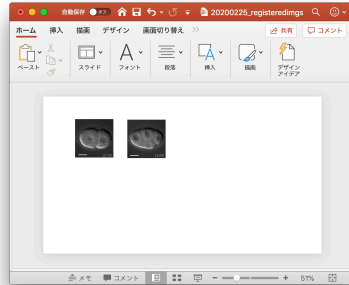 自動保存 オフ 20200225_registeredimgs
ホーム 挿入 描画 デザイン 画面切り替え 共有 コメント
ペースト スライド フォント 段落 挿入 描画 デザイン
アイデア
メモ コメント 51%